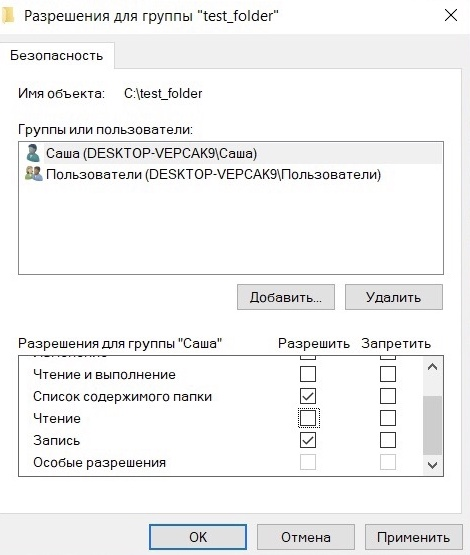 Разрешения для группы "test_folder"
Безопасность
Имя объекта: C:\test_folder
Группы или пользователи:
Саша (DESKTOP-VEPCAK9\Саша)
Пользователи (DESKTOP-VEPCAK9\Пользователи)
Добавить... Удалить
Разрешения для группы "Саша" Разрешить Запретить
Чтение и выполнение
Список содержимого папки
Чтение
Запись
Особые разрешения
OK Отмена Применить